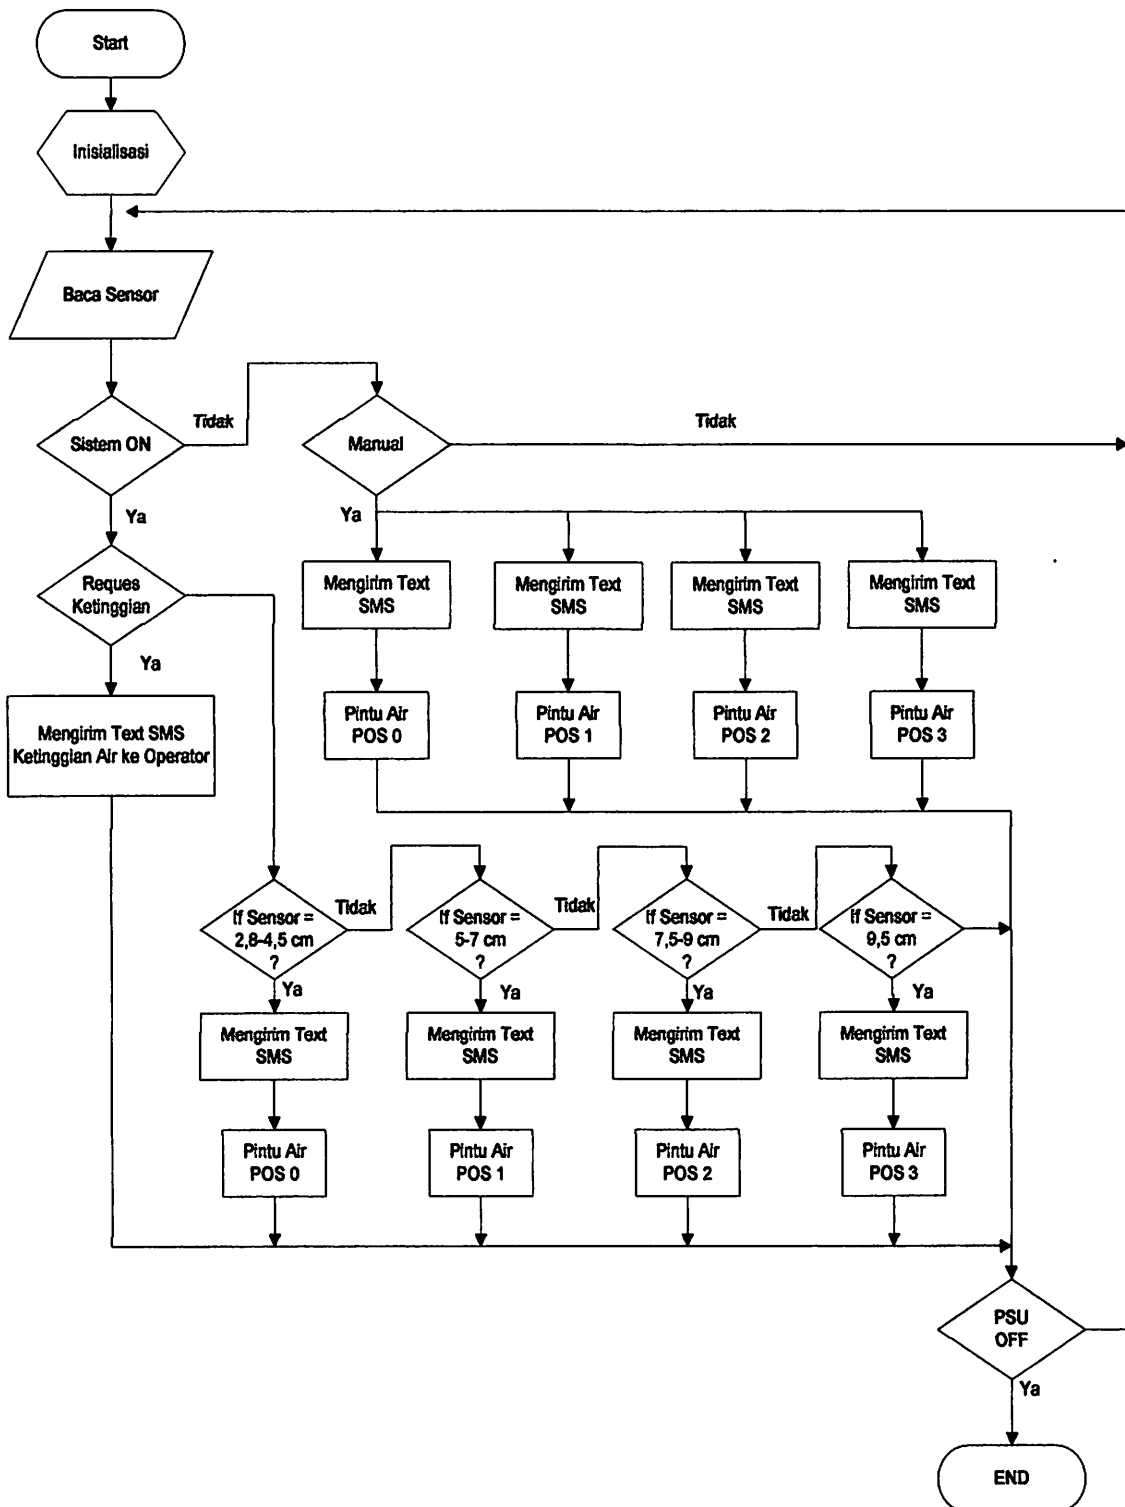 Start
Inisialisasi
Baca Sensor
Sistem ON
Tidak
Manual
Tidak
Ya
Ya
Reques
Ketinggian
Mengirim Text
SMS
Mengirim Text
SMS
Mengirim Text
SMS
Mengirim Text
SMS
Ya
Mengirim Text SMS
Ketinggian Air ke Operator
Pintu Air
POS 0
Pintu Air
POS 1
Pintu Air
POS 2
Pintu Air
POS 3
If Sensor =
2,8-4,5 cm
?
Tidak
If Sensor =
5-7 cm
?
Tidak
If Sensor =
7,5-9 cm
?
Tidak
If Sensor =
9,5 cm
?
Ya
Ya
Ya
Ya
Mengirim Text
SMS
Mengirim Text
SMS
Mengirim Text
SMS
Mengirim Text
SMS
Pintu Air
POS 0
Pintu Air
POS 1
Pintu Air
POS 2
Pintu Air
POS 3
PSU
OFF
Ya
END